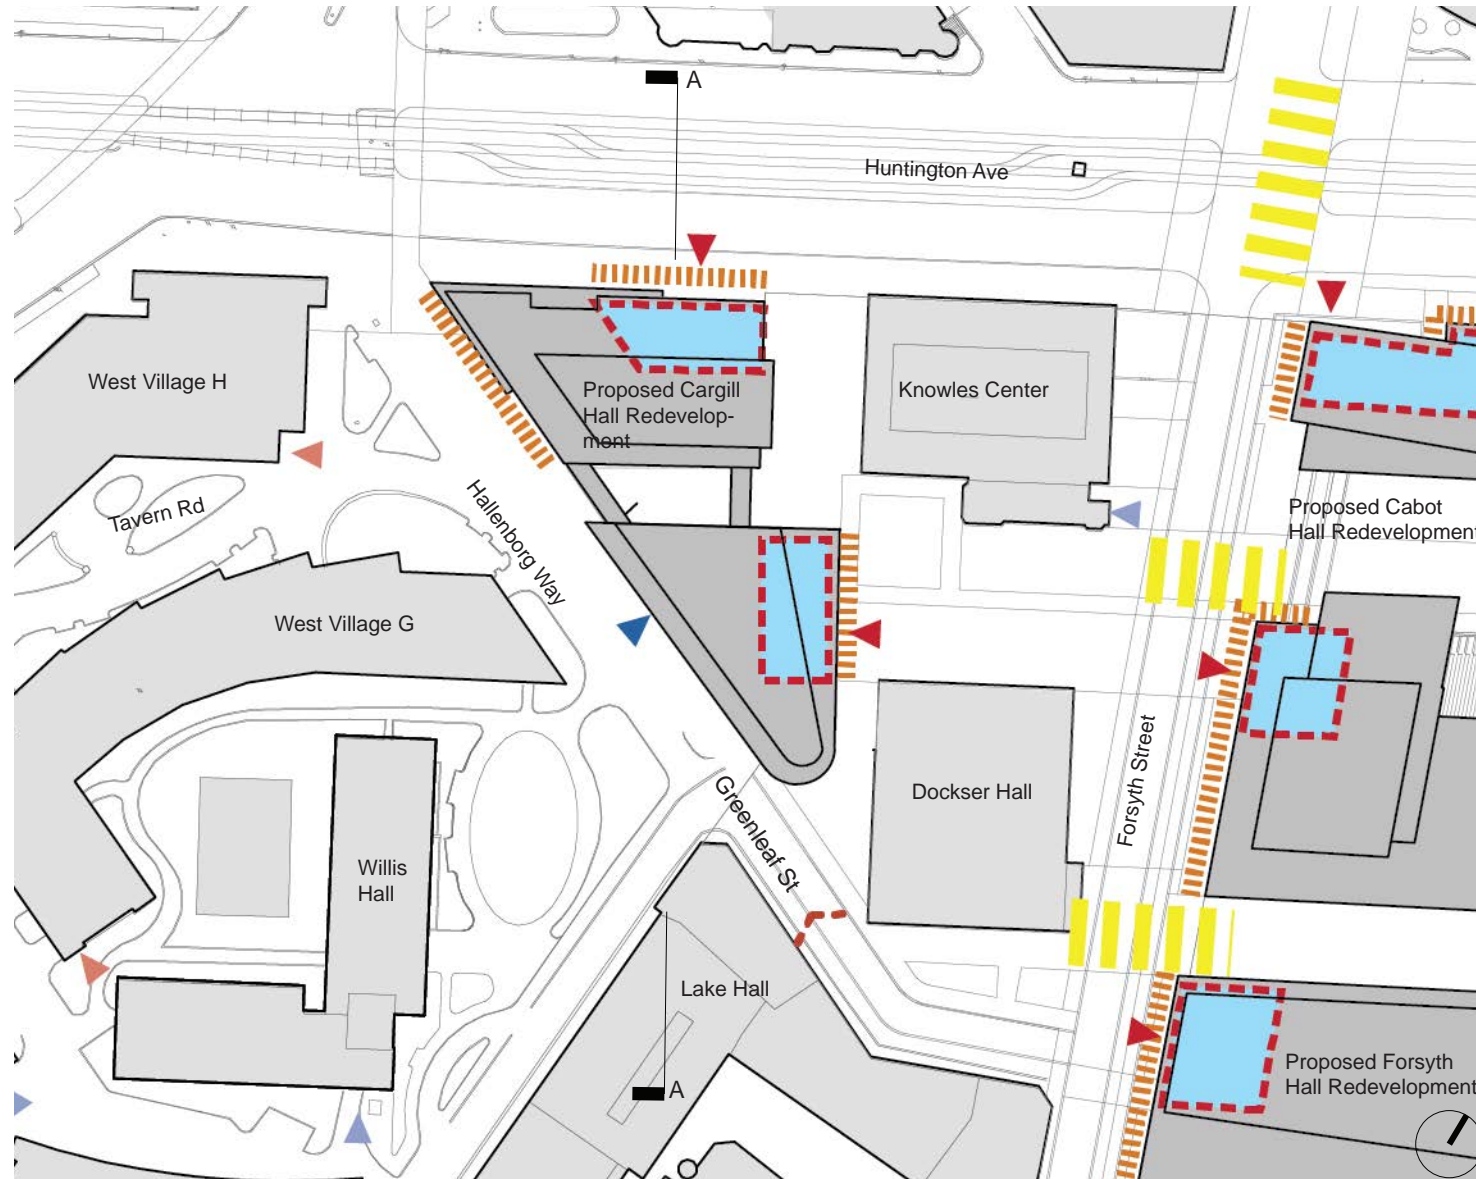 A
Huntington Ave
West Village H
Proposed Cargill
Hall Redevelop-
ment
Knowles Center
Tavern Rd
Hallenborg Way
Proposed Cabot
Hall Redevelopment
West Village G
Forsyth Street
Dockser Hall
Greenleaf St
Willis
Hall
Lake Hall
A
Proposed Forsyth
Hall Redevelopment